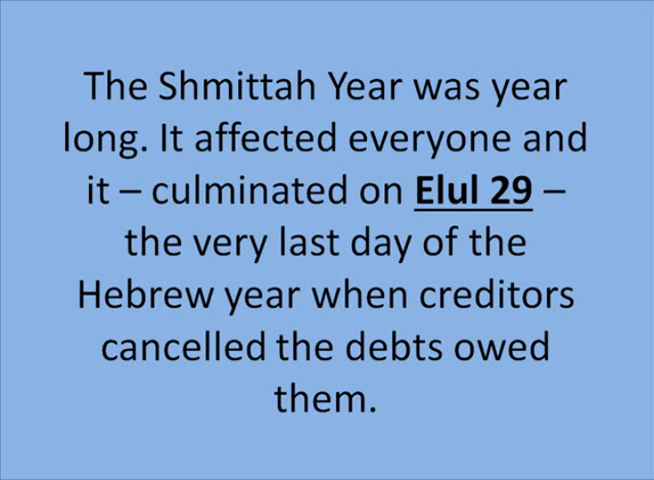 The Shmittah Year was year
long. It affected everyone and
it – culminated on Elul 29 –
the very last day of the
Hebrew year when creditors
cancelled the debts owed
them.